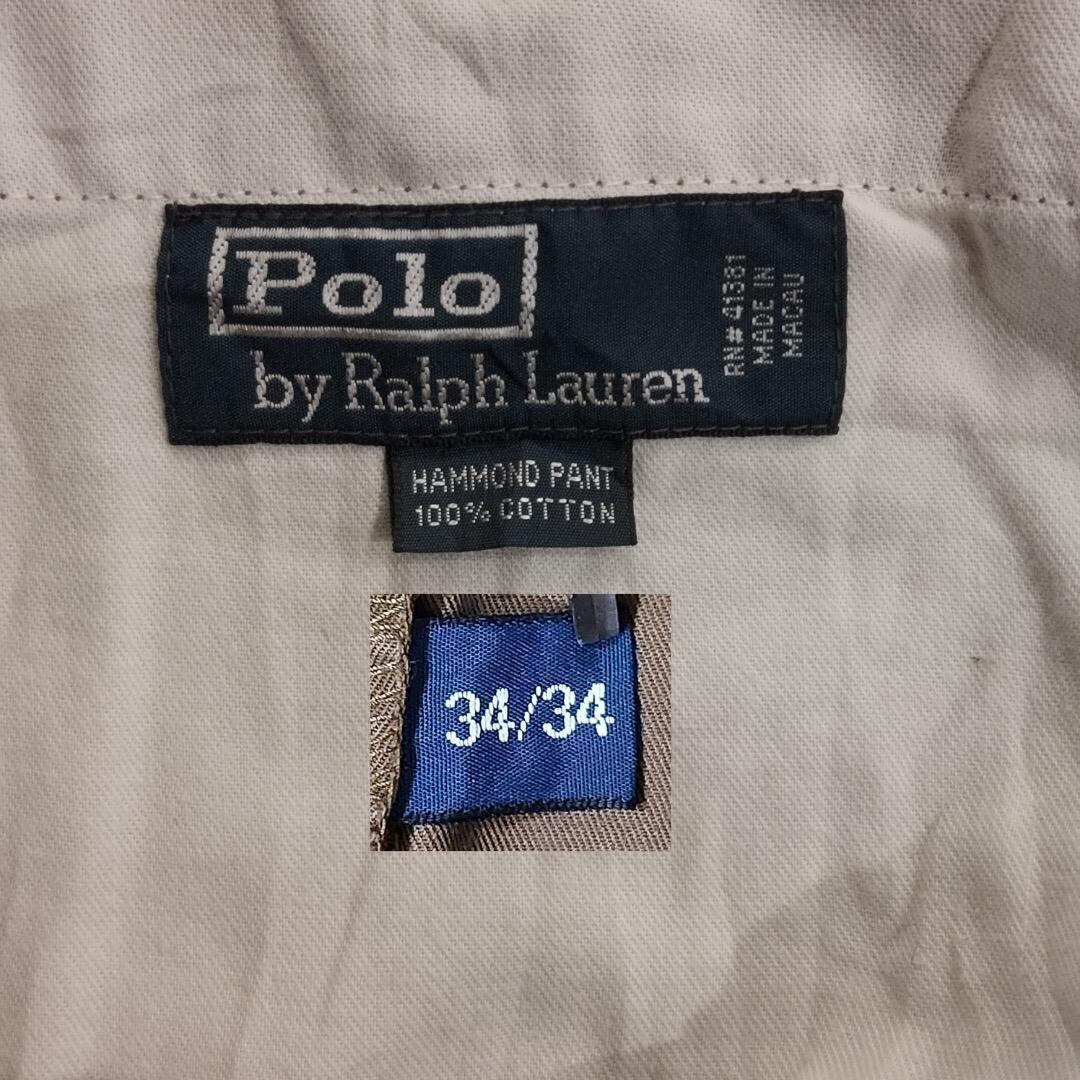 Polo
by Ralph Lauren
RN# 41381
MADE IN
MACAU
HAMMOND PANT
100% COTTON
34/34